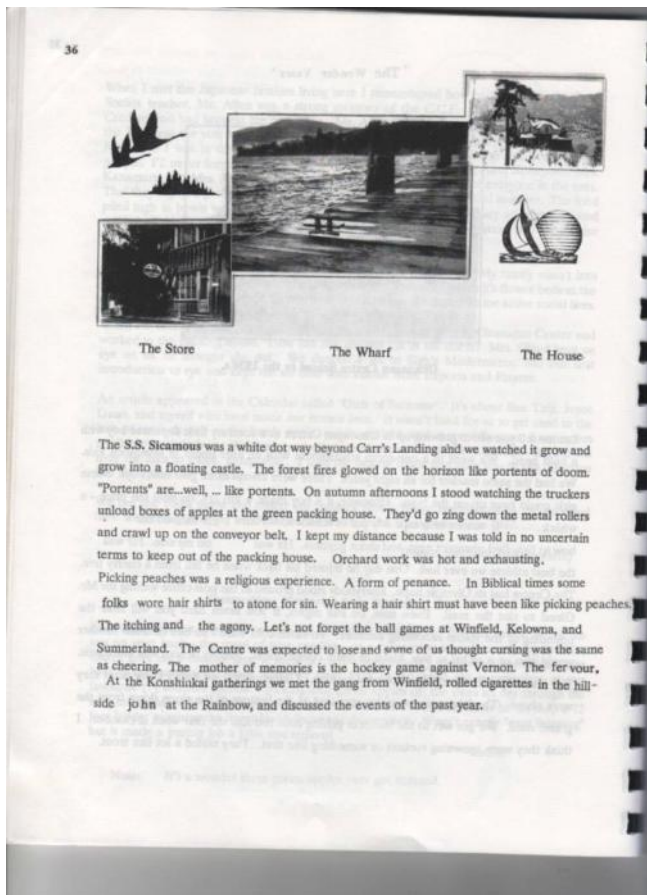 36
The Store
The Wharf
The House
The S.S. Sicamous was a white dot way beyond Carr's Landing and we watched it grow and
grow into a floating castle. The forest fires glowed on the horizon like portents of doom.
"Portents" are...well, ... like portents. On autumn afternoons I stood watching the truckers
unload boxes of apples at the green packing house. They'd go zing down the metal rollers
and crawl up on the conveyor belt. I kept my distance because I was told in no uncertain
terms to keep out of the packing house. Orchard work was hot and exhausting.
Picking peaches was a religious experience. A form of penance. In Biblical times some
folks wore hair shirts to atone for sin. Wearing a hair shirt must have been like picking peaches.
The itching and the agony. Let's not forget the ball games at Winfield, Kelowna, and
Summerland. The Centre was expected to lose and some of us thought cursing was the same
as cheering. The mother of memories is the hockey game against Vernon. The fervour.
At the Konshinkai gatherings we met the gang from Winfield, rolled cigarettes in the hill-
side john at the Rainbow, and discussed the events of the past year.